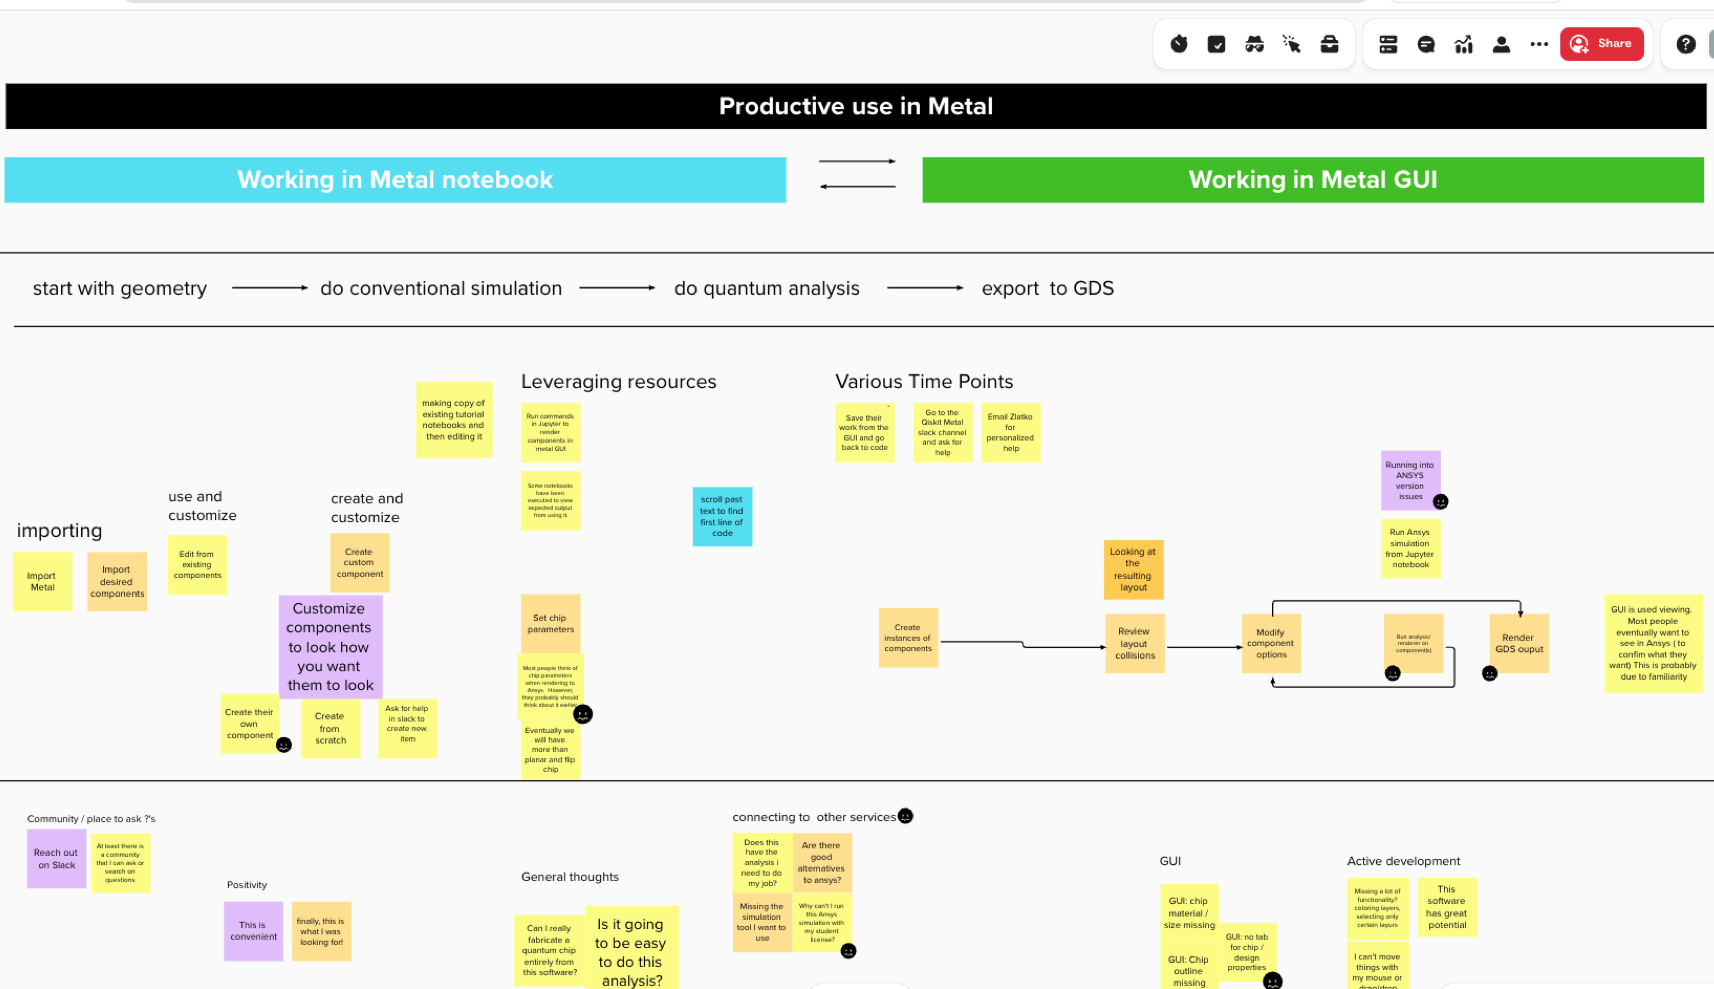 Share
Productive use in Metal
Working in Metal notebook
Working in Metal GUI
start with geometry
do conventional simulation
do quantum analysis
export to GDS
making copy of
existing tutorial
notebooks and
then editing it
Leveraging resources
Run commands
in Jupyter to
render
components in
metal GUI
Some notebooks
have been
executed to view
expected output
from using it.
scroll past
text to find
first line of
code
Various Time Points
Save their
work from the
GUI and go
back to code
Go to the
Qiskit Metal
slack channel
and ask for
help
Email Zlatko
for
personalized
help
Running into
ANSYS
version
issues
Run Ansys
simulation
from Jupyter
notebook
importing
Import
Metal
Import
desired
components
use and
customize
Edit from
existing
components
create and
customize
Create
custom
component
Customize
components
to look how
you want
them to look
Create their
own
component
Create
from
scratch
Ask for help
in slack to
create new
item
Set chip
parameters
Most people think of
chip parameters
when rendering to
Ansys. However,
they probably should
think about it earlier
Eventually we
will have
more than
planar and flip
chip
Looking at
the
resulting
layout
Create
instances of
components
Review
layout
collisions
Modify
component
options
Run analysis/
renderer on
component(s)
Render
GDS ouput
GUI is used viewing.
Most people
eventually want to
see in Ansys ( to
confim what they
want) This is probably
due to familiarity
Community / place to ask ?'s
Reach out
on Slack
At least there is
a community
that I can ask or
search on
questions
Positivity
This is
convenient
finally, this is
what I was
looking for!
General thoughts
Can I really
fabricate a
quantum chip
entirely from
this software?
Is it going
to be easy
to do this
analysis?
connecting to other services
Does this
have the
analysis i
need to do
my job?
Are there
good
alternatives
to ansys?
Missing the
simulation
tool I want to
use
Why can't I run
this Ansys
simulation with
my student
license?
GUI
GUI: chip
material /
size missing
GUI: no tab
for chip /
design
properties
GUI: Chip
outline
missing
Active development
Missing a lot of
functionality?
coloring layers,
selecting only
certain layurs
This
software
has great
potential
I can't move
things with
my mouse or
drag/drop